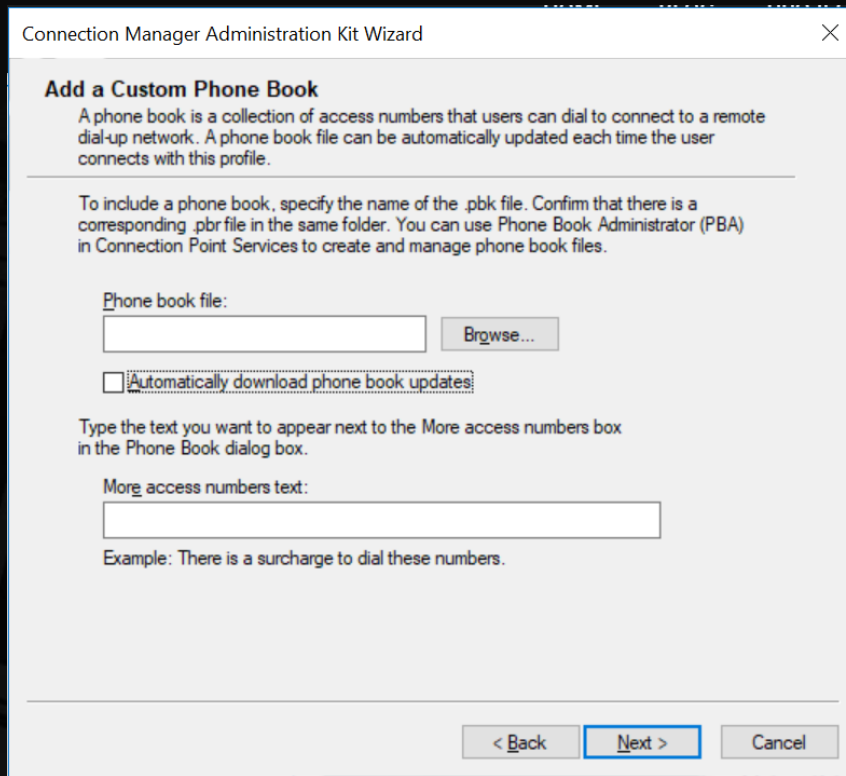 Connection Manager Administration Kit Wizard
Add a Custom Phone Book
A phone book is a collection of access numbers that users can dial to connect to a remote
dial-up network. A phone book file can be automatically updated each time the user
connects with this profile.
To include a phone book, specify the name of the .pbk file. Confirm that there is a
corresponding .pbr file in the same folder. You can use Phone Book Administrator (PBA)
in Connection Point Services to create and manage phone book files.
Phone book file:
Browse...
Automatically download phone book updates
Type the text you want to appear next to the More access numbers box
in the Phone Book dialog box.
More access numbers text:
Example: There is a surcharge to dial these numbers.
< Back Next > Cancel